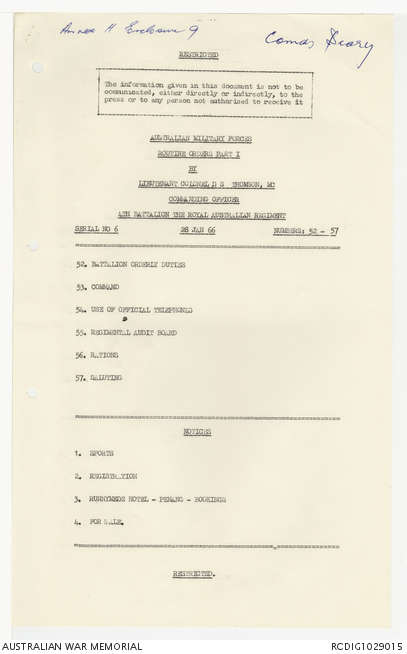 Annex H Enclosure 9
Comds Diary
RESTRICTED
The information given in this document is not to be
communicated, either directly or indirectly, to the
press or to any person not authorised to receive it
AUSTRALIAN MILITARY FORCES
ROUTINE ORDERS PART I
BY
LIEUTENANT COLONEL D S THOMSON, MC
COMMANDING OFFICER
4TH BATTALION THE ROYAL AUSTRALIAN REGIMENT
SERIAL NO 6 28 JAN 66 NUMBERS: 52 - 57
52. BATTALION ORDERLY DUTIES
53. COMMAND
54. USE OF OFFICIAL TELEPHONES
55. REGIMENTAL AUDIT BOARD
56. RATIONS
57. SALUTING
NOTICES
1. SPORTS
2. REGISTRATION
3. RUNNYMEDE HOTEL - PENANG - BOOKINGS
4. FOR SALE.
RESTRICTED.
AUSTRALIAN WAR MEMORIAL
RCDIG1029015